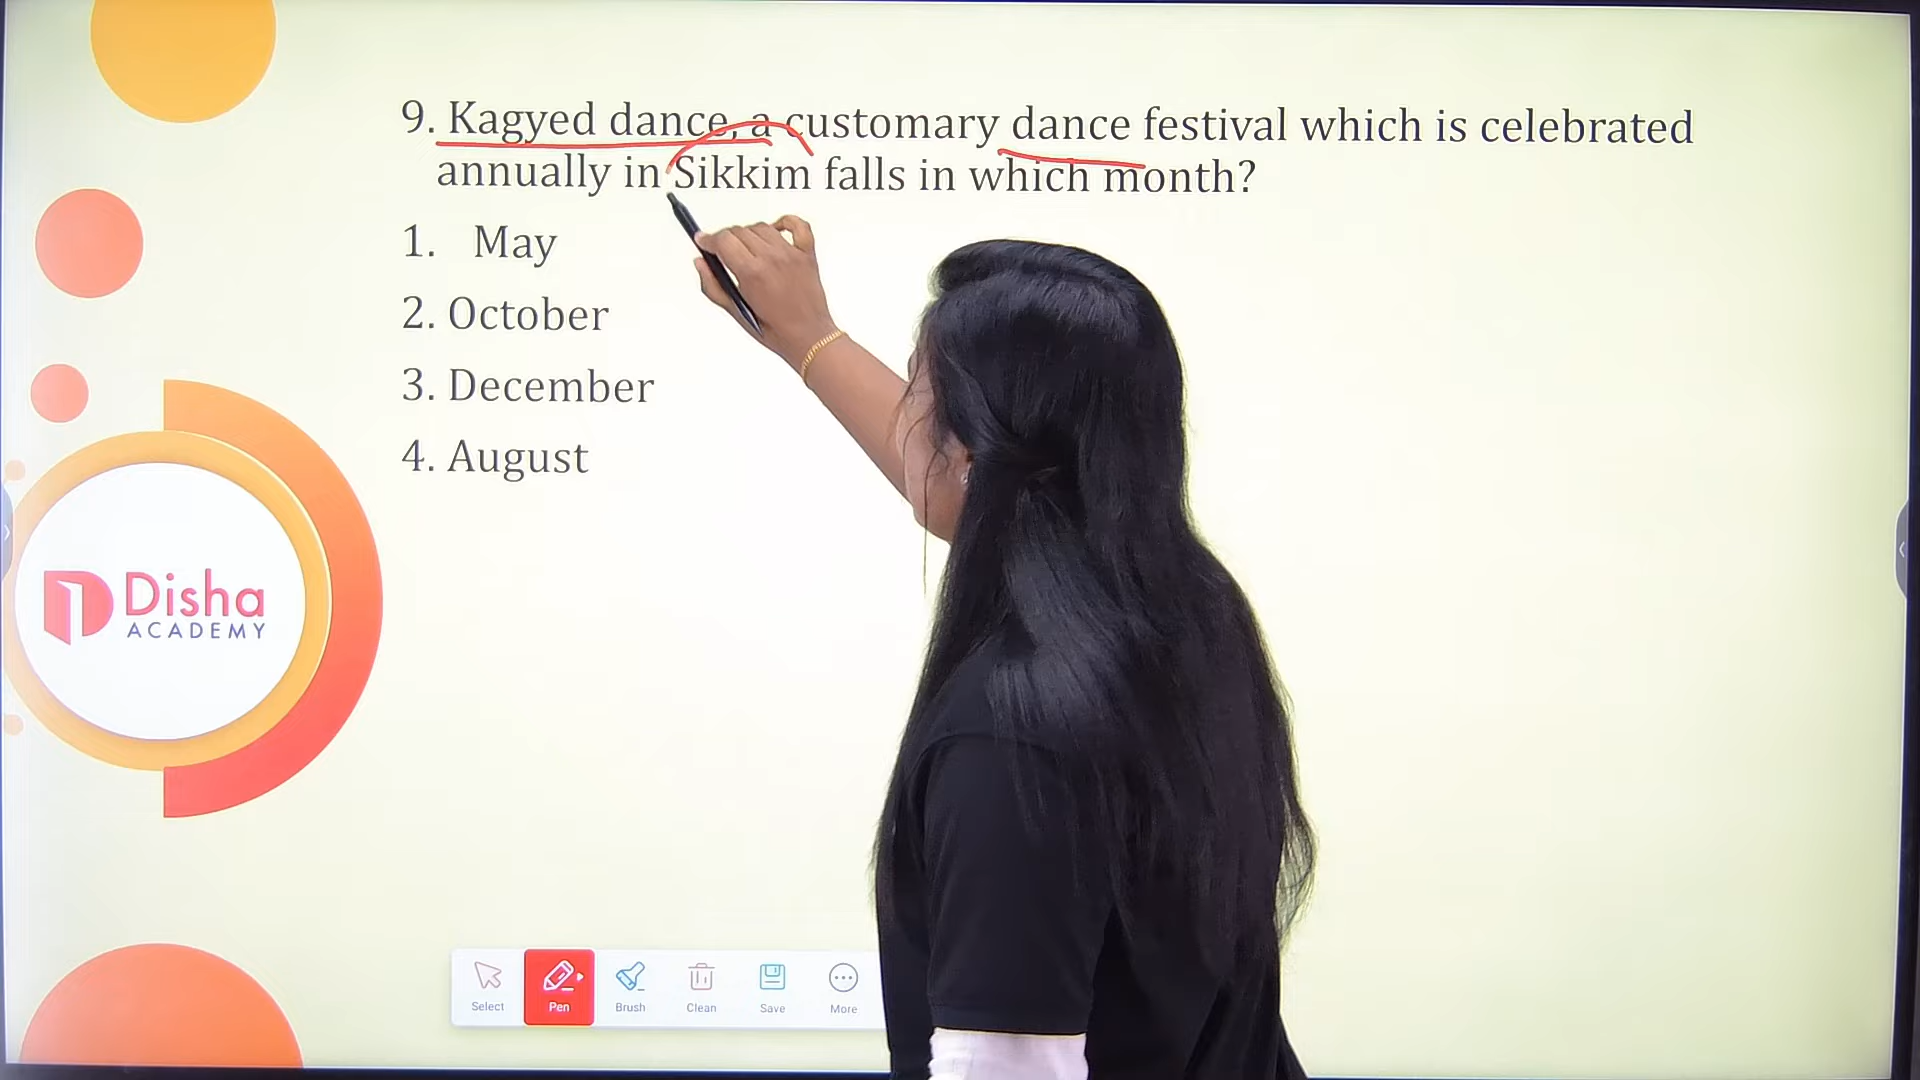 9. Kagyed dance, a customary dance festival which is celebrated
annually in Sikkim falls in which month?
1. May
2. October
3. December
4. August
Disha
ACADEMY
Select Pen Brush Clean Save More